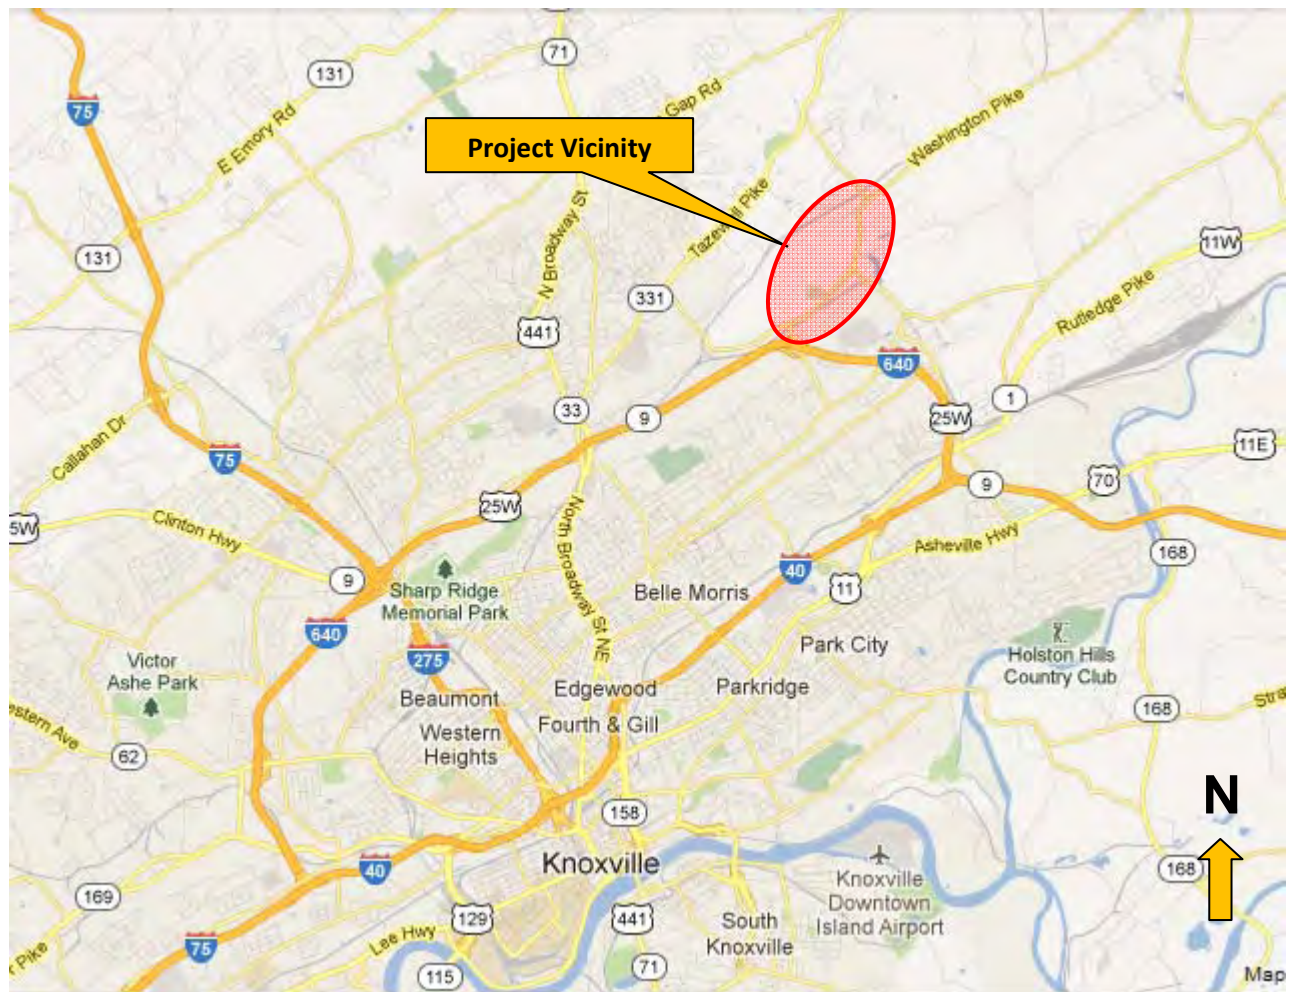 71
131
75
Gap Rd
E Emory Rd
Washington Pike
Project Vicinity
Tazewell Pike
N Broadway St
131
11W
331
Rutledge Pike
441
640
1
33
9
25W
Callahan Dr
75
11E
70
9
25W
5W
Clinton Hwy
North Broadway St NE
Asheville Hwy
168
40
9
Sharp Ridge
Memorial Park
Belle Morris
11
640
Park City
Holston Hills
Country Club
275
Victor
Ashe Park
Beaumont
Edgewood
Parkridge
Stra
168
estern Ave
Western
Heights
Fourth & Gill
62
N
158
Knoxville
40
168
169
Knoxville
Downtown
Island Airport
129
441
South
Knoxville
Lee Hwy
75
Pike
115
71
Map